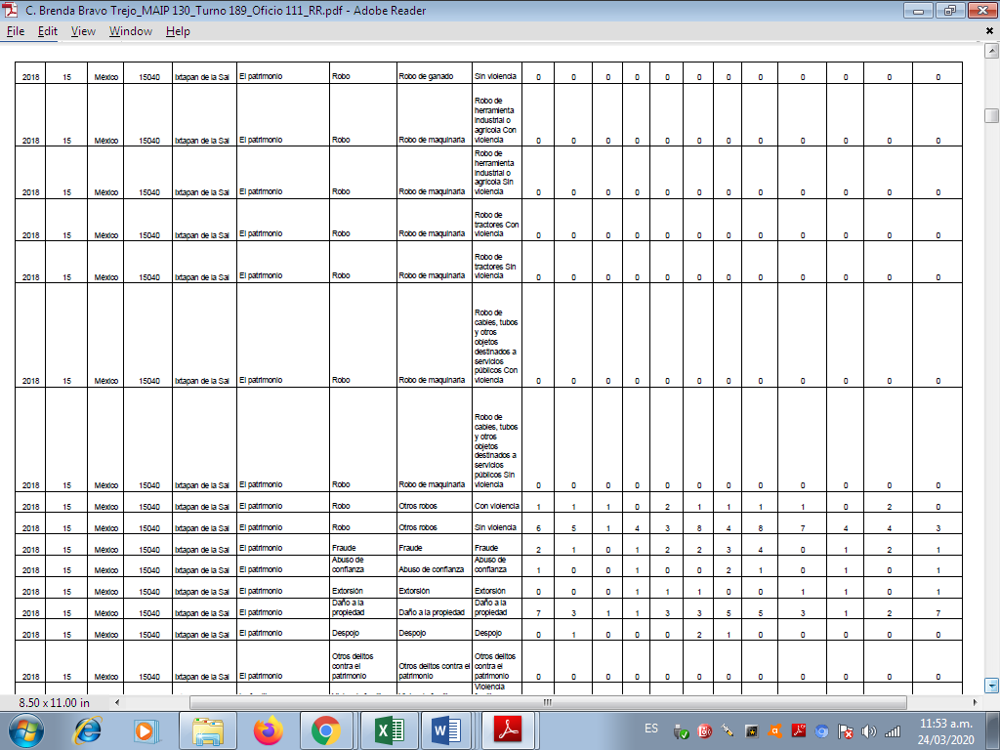 C. Brenda Bravo Trejo_MAIP 130_Turno 189_Oficio 111_RR.pdf - Adobe Reader
File Edit View Window Help
2018 15 México 15040 Ixtapan de la Sal El patrimonio Robo Robo de ganado Sin violencia 0 0 0 0 0 0 0 0 0 0 0 0
Robo de
herramienta
industrial o
agrícola Con
2018 15 México 15040 Ixtapan de la Sal El patrimonio Robo Robo de maquinaria violencia 0 0 0 0 0 0 0 0 0 0 0 0
Robo de
herramienta
industrial o
agrícola Sin
2018 15 México 15040 Ixtapan de la Sal El patrimonio Robo Robo de maquinaria violencia 0 0 0 0 0 0 0 0 0 0 0 0
Robo de
tractores Con
2018 15 México 15040 Ixtapan de la Sal El patrimonio Robo Robo de maquinaria violencia 0 0 0 0 0 0 0 0 0 0 0 0
Robo de
tractores Sin
2018 15 México 15040 Ixtapan de la Sal El patrimonio Robo Robo de maquinaria violencia 0 0 0 0 0 0 0 0 0 0 0 0
Robo de
cables, tubos
y otros
objetos
destinados a
servicios
públicos Con
2018 15 México 15040 Ixtapan de la Sal El patrimonio Robo Robo de maquinaria violencia 0 0 0 0 0 0 0 0 0 0 0 0
Robo de
cables, tubos
y otros
objetos
destinados a
servicios
públicos Sin
2018 15 México 15040 Ixtapan de la Sal El patrimonio Robo Robo de maquinaria violencia 0 0 0 0 0 0 0 0 0 0 0 0
2018 15 México 15040 Ixtapan de la Sal El patrimonio Robo Otros robos Con violencia 1 1 1 0 2 1 1 1 1 0 2 0
2018 15 México 15040 Ixtapan de la Sal El patrimonio Robo Otros robos Sin violencia 6 5 1 4 3 8 4 8 7 4 4 3
2018 15 México 15040 Ixtapan de la Sal El patrimonio Fraude Fraude Fraude 2 1 0 1 2 2 3 4 0 1 2 1
Abuso de Abuso de
2018 15 México 15040 Ixtapan de la Sal El patrimonio confianza Abuso de confianza confianza 1 0 0 1 0 0 2 1 0 1 0 1
2018 15 México 15040 Ixtapan de la Sal El patrimonio Extorsión Extorsión Extorsión 0 0 0 1 1 1 0 0 1 1 0 1
Daño a la Daño a la
2018 15 México 15040 Ixtapan de la Sal El patrimonio propiedad Daño a la propiedad propiedad 7 3 1 1 3 3 5 5 3 1 2 7
2018 15 México 15040 Ixtapan de la Sal El patrimonio Despojo Despojo Despojo 0 1 0 0 0 2 1 0 0 0 0 0
Otros delitos Otros delitos
contra el Otros delitos contra el contra el
2018 15 México 15040 Ixtapan de la Sal El patrimonio patrimonio patrimonio patrimonio 0 0 0 0 0 0 0 0 0 0 0 0
Violencia
8.50 x 11.00 in
ES 11:53 a.m.
24/03/2020